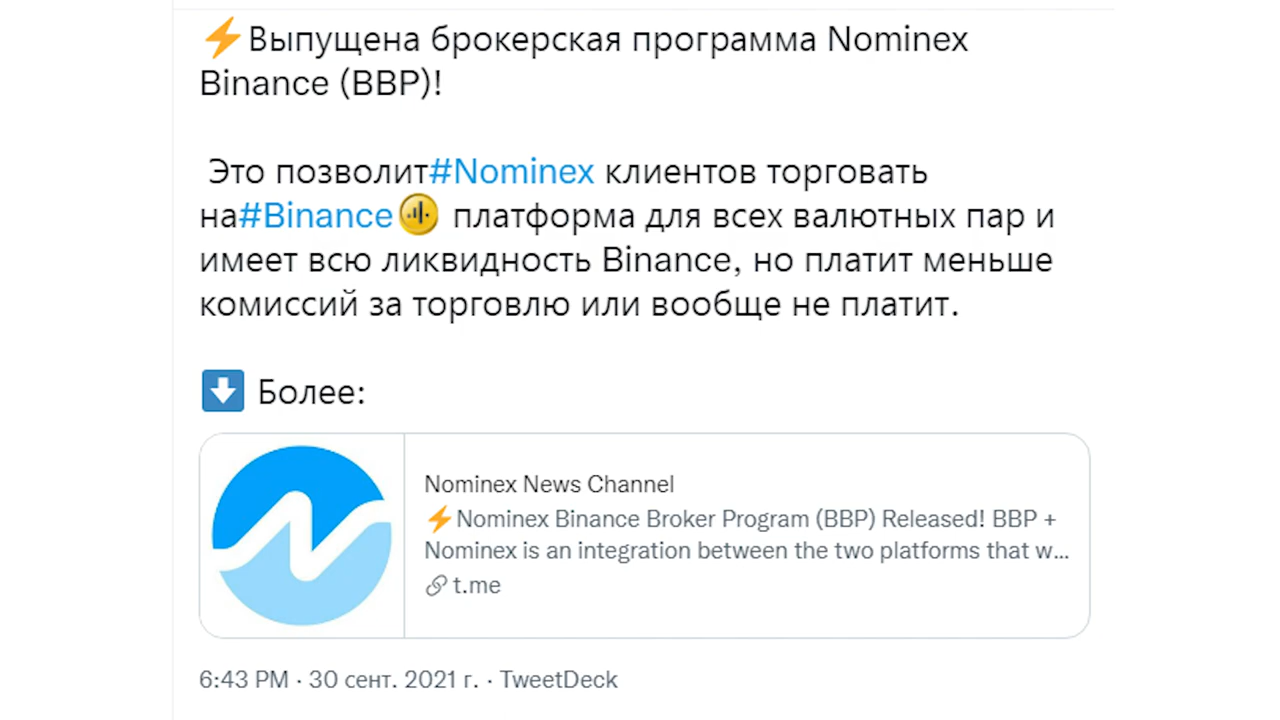 ⚡Выпущена брокерская программа Nominex
Binance (BBP)!
Это позволит#Nominex клиентов торговать
на#Binance платформа для всех валютных пар и
имеет всю ликвидность Binance, но платит меньше
комиссий за торговлю или вообще не платит.
⬇ Более:
Nominex News Channel
⚡Nominex Binance Broker Program (BBP) Released! BBP +
Nominex is an integration between the two platforms that w...
t.me
6:43 PM · 30 сент. 2021 г. · TweetDeck